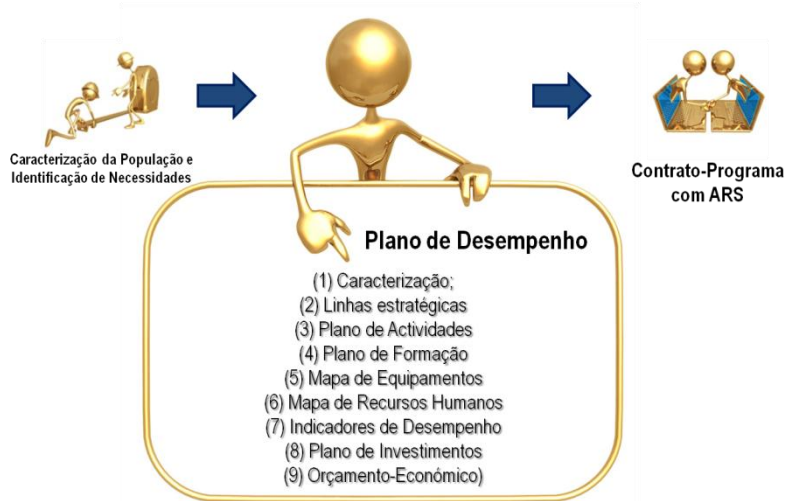 Caracterização da População e
Identificação de Necessidades
Contrato-Programa
com ARS
Plano de Desempenho
(1) Caracterização;
(2) Linhas estratégicas
(3) Plano de Actividades
(4) Plano de Formação
(5) Mapa de Equipamentos
(6) Mapa de Recursos Humanos
(7) Indicadores de Desempenho
(8) Plano de Investimentos
(9) Orçamento-Económico)